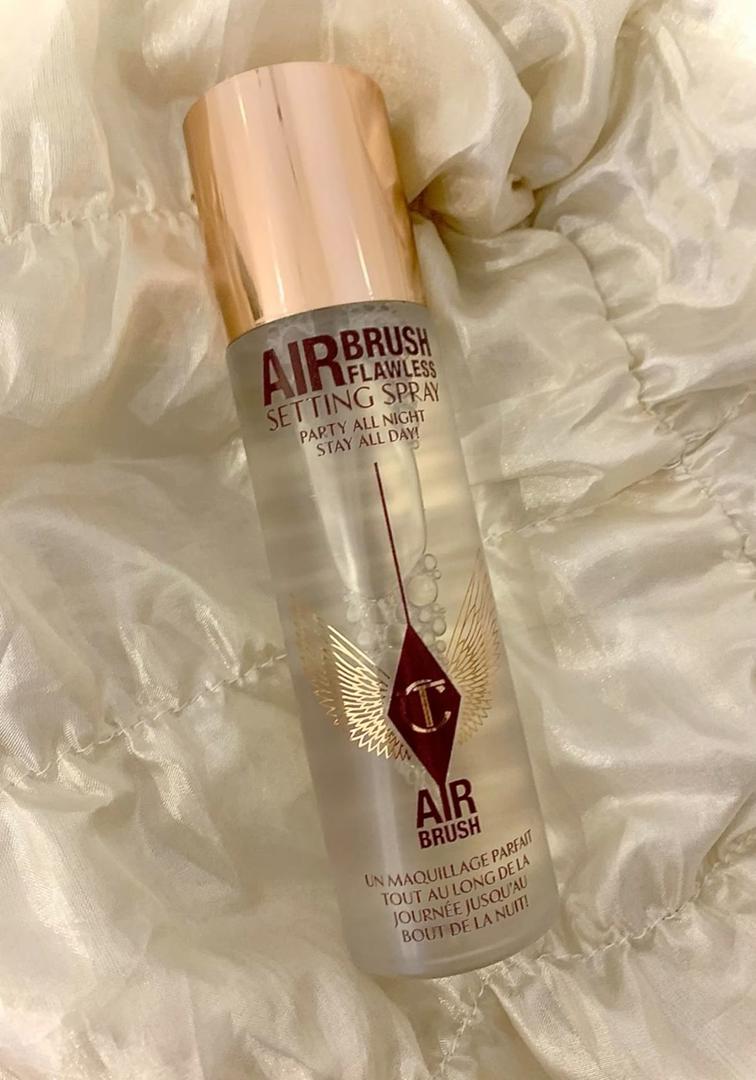 AIRBRUSH
FLAWLESS
SETTING SPRAY
PARTY ALL NIGHT
STAY ALL DAY!
CT
AIR
BRUSH
UN MAQUILLAGE PARFAIT
TOUT AU LONG DE LA
JOURNÉE JUSQU'AU
BOUT DE LA NUIT!